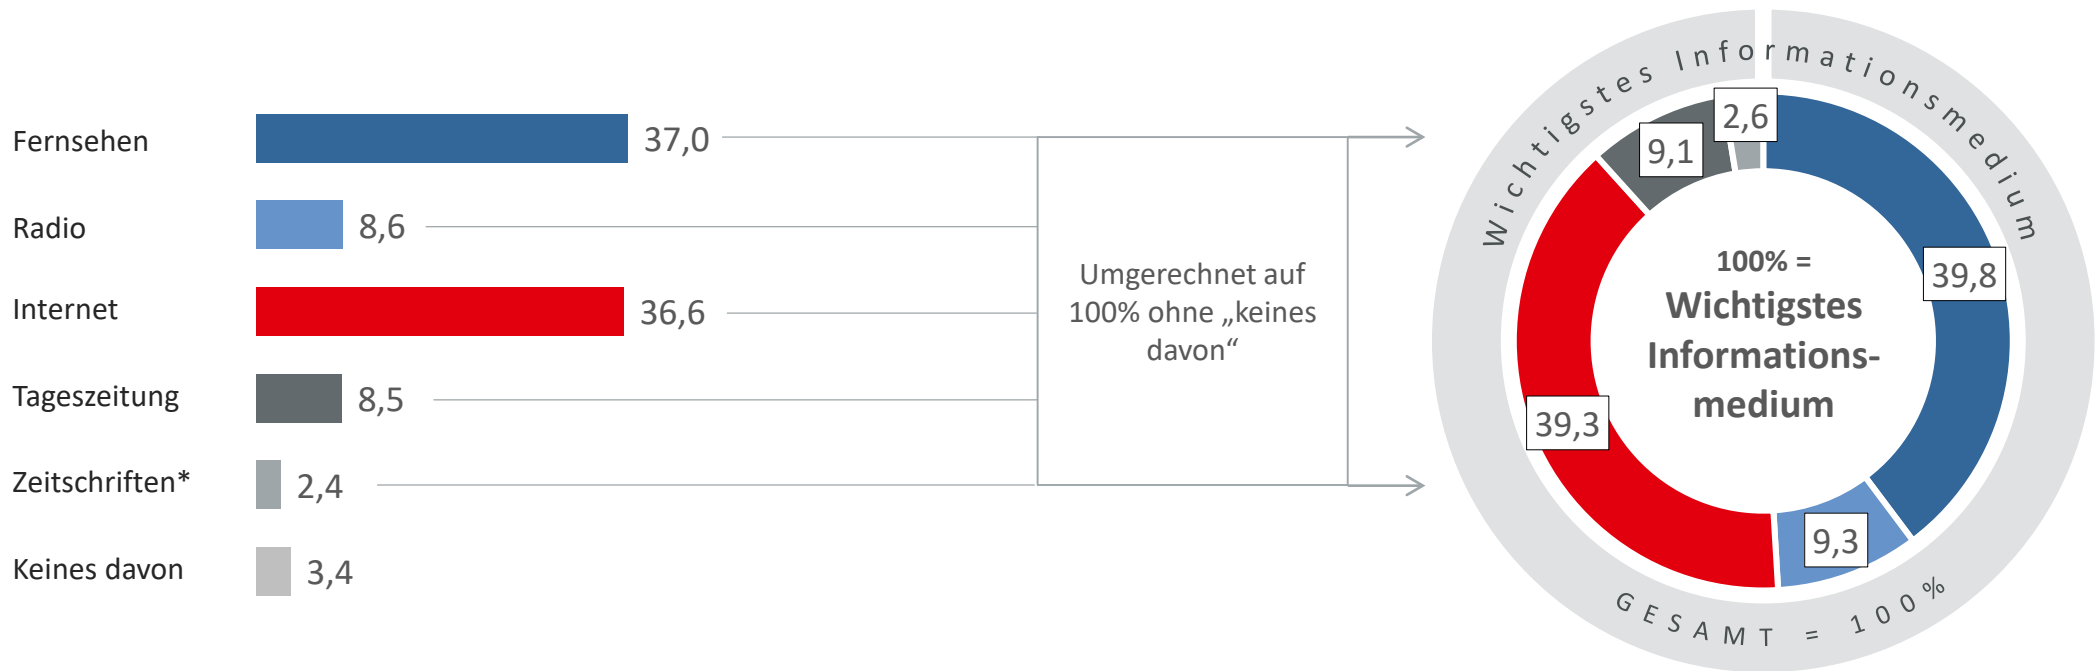 Fernsehen 37,0
Radio 8,6
Internet 36,6
Tageszeitung 8,5
Zeitschriften* 2,4
Keines davon 3,4
Umgerechnet auf
100% ohne „keines
davon“
Wichtigstes Informationsmedium
2,6
9,1
39,8
39,3
9,3
100% =
Wichtigstes
Informations-
medium
GESAMT = 100%